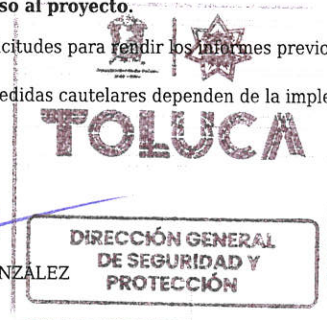 so al proyecto.
icitudes para rendir los informes previo
edidas cautelares dependen de la imple
TOLUCA
DIRECCIÓN GENERAL
DE SEGURIDAD Y
PROTECCIÓN
NZÁLEZ